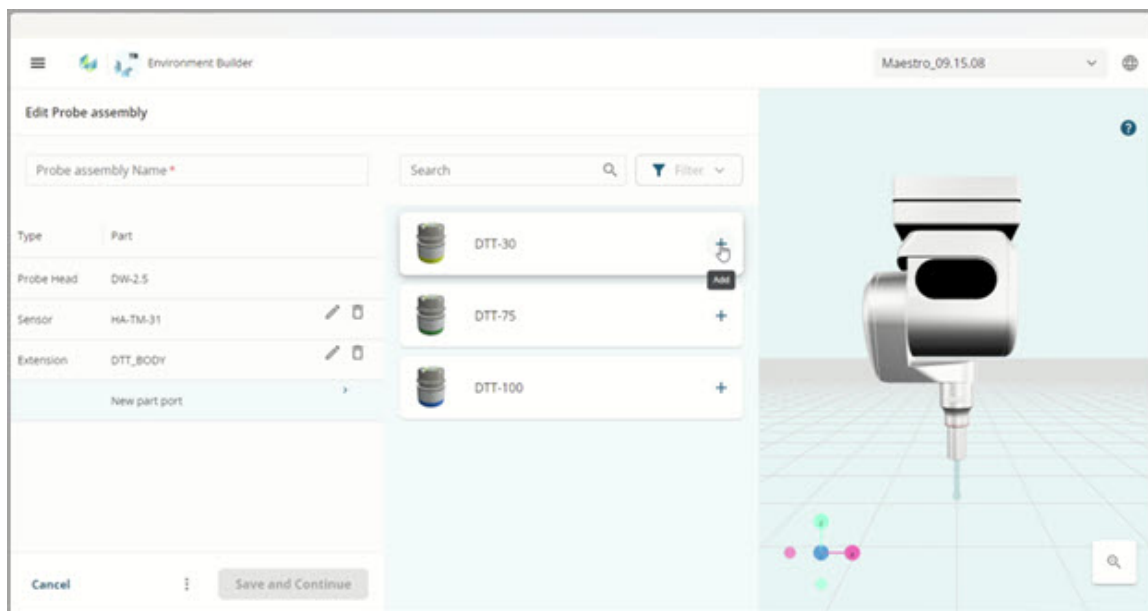 Environment Builder
Maestro_09.15.08
Edit Probe assembly
Probe assembly Name *
Search
Filter
Type Part
Probe Head DW-2.5
Sensor HA-TM-31
Extension DTT_BODY
New part port
DTT-30
Add
DTT-75
DTT-100
Cancel
Save and Continue